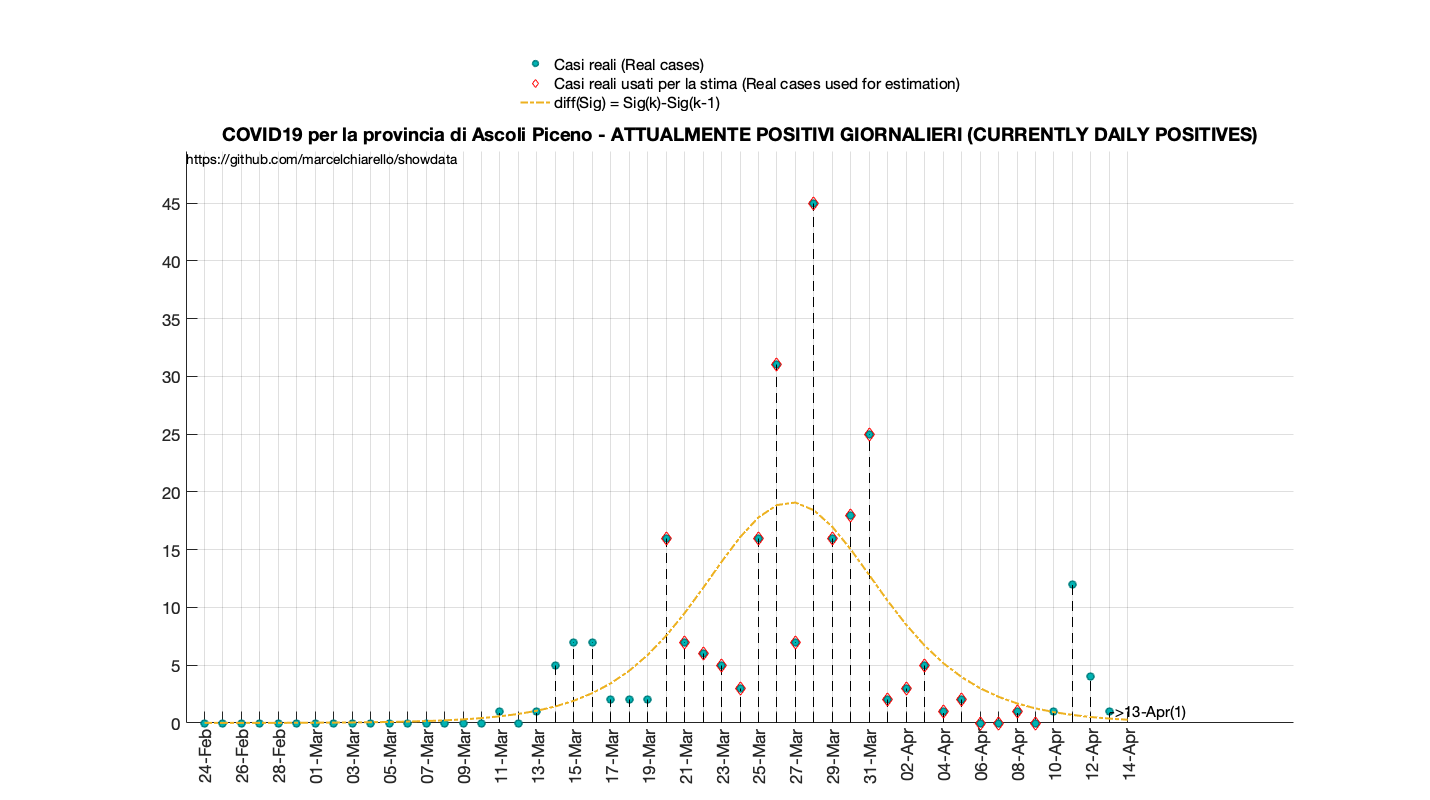 Casi reali (Real cases)
Casi reali usati per la stima (Real cases used for estimation)
diff(Sig) = Sig(k)-Sig(k-1)
COVID19 per la provincia di Ascoli Piceno - ATTUALMENTE POSITIVI GIORNALIERI (CURRENTLY DAILY POSITIVES)
https://github.com/marcelchiarello/showdata
45
40
35
30
25
20
15
10
5
0
->13-Apr(1)
24-Feb
26-Feb
28-Feb
01-Mar
03-Mar
05-Mar
07-Mar
09-Mar
11-Mar
13-Mar
15-Mar
17-Mar
19-Mar
21-Mar
23-Mar
25-Mar
27-Mar
29-Mar
31-Mar
02-Apr
04-Apr
06-Apr
08-Apr
10-Apr
12-Apr
14-Apr